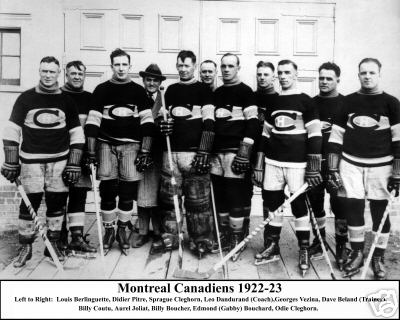 Montreal Canadiens 1922-23
Left to Right: Louis Berlinguette, Didier Pitre, Sprague Cleghorn, Leo Dandurand (Coach),Georges Vezina, Dave Beland (Trainer),
Billy Coutu, Aurel Joliat, Billy Boucher, Edmond (Gabby) Bouchard, Odie Cleghorn.